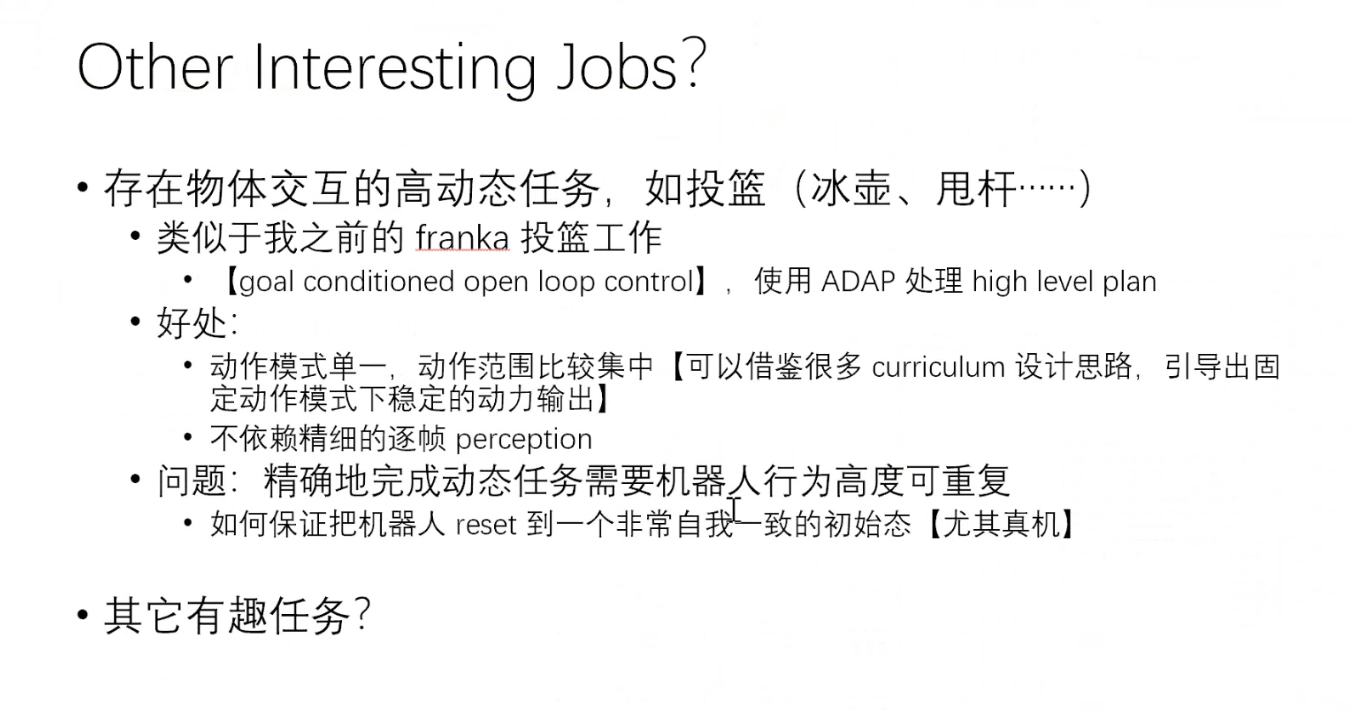 Other Interesting Jobs？
• 存在物体交互的高动态任务，如投篮（冰壶、甩杆……）
• 类似于我之前的 franka 投篮工作
• 【goal conditioned open loop control】，使用 ADAP 处理 high level plan
• 好处：
• 动作模式单一，动作范围比较集中【可以借鉴很多 curriculum 设计思路，引导出固
定动作模式下稳定的动力输出】
• 不依赖精细的逐帧 perception
• 问题：精确地完成动态任务需要机器人行为高度可重复
• 如何保证把机器人 reset 到一个非常自我一致的初始态【尤其真机】
• 其它有趣任务？